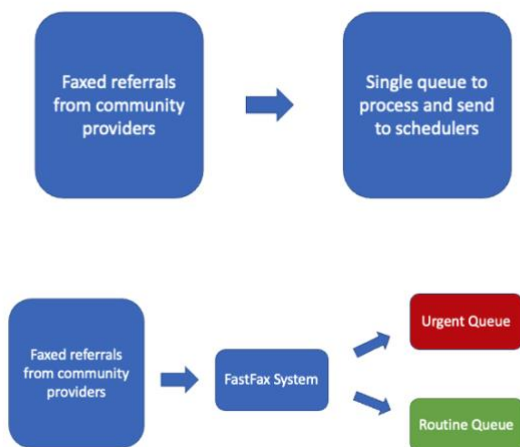 Faxed referrals
from community
providers
Single queue to
process and send
to schedulers
Faxed referrals
from community
providers
FastFax System
Urgent Queue
Routine Queue